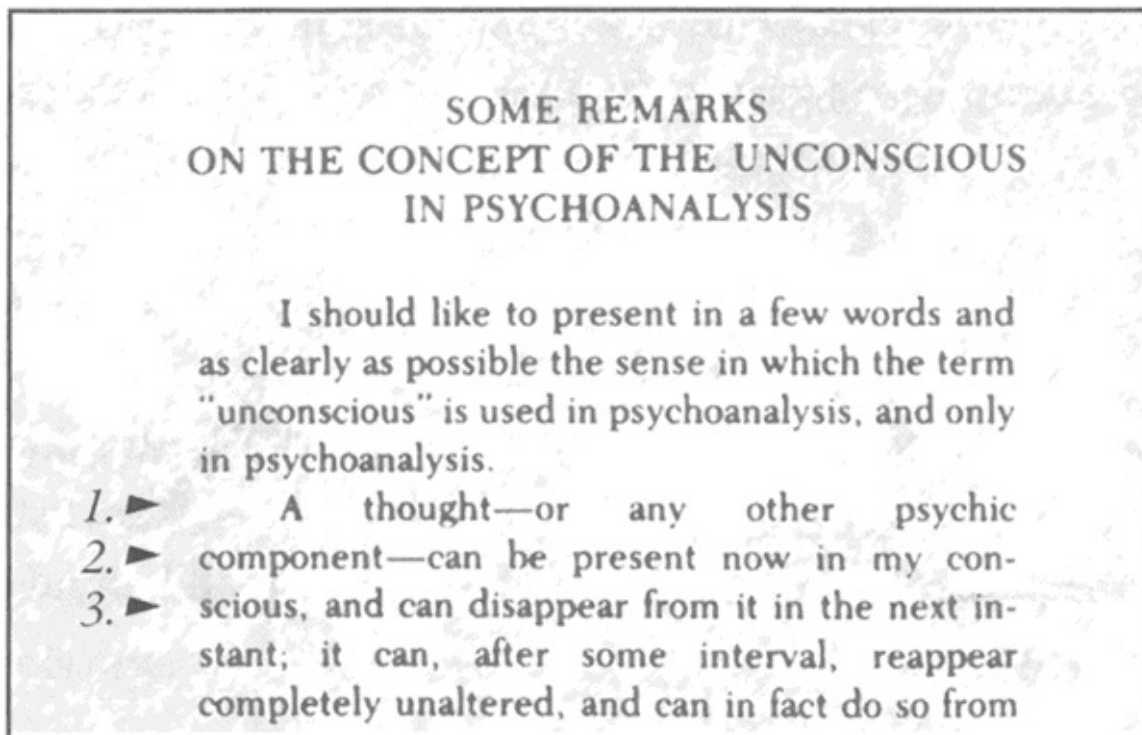 SOME REMARKS
ON THE CONCEPT OF THE UNCONSCIOUS
IN PSYCHOANALYSIS
I should like to present in a few words and
as clearly as possible the sense in which the term
"unconscious" is used in psychoanalysis, and only
in psychoanalysis.
1. ► A thought—or any other psychic
2. ► component—can be present now in my con-
3. ► scious, and can disappear from it in the next in-
stant; it can, after some interval, reappear
completely unaltered, and can in fact do so from